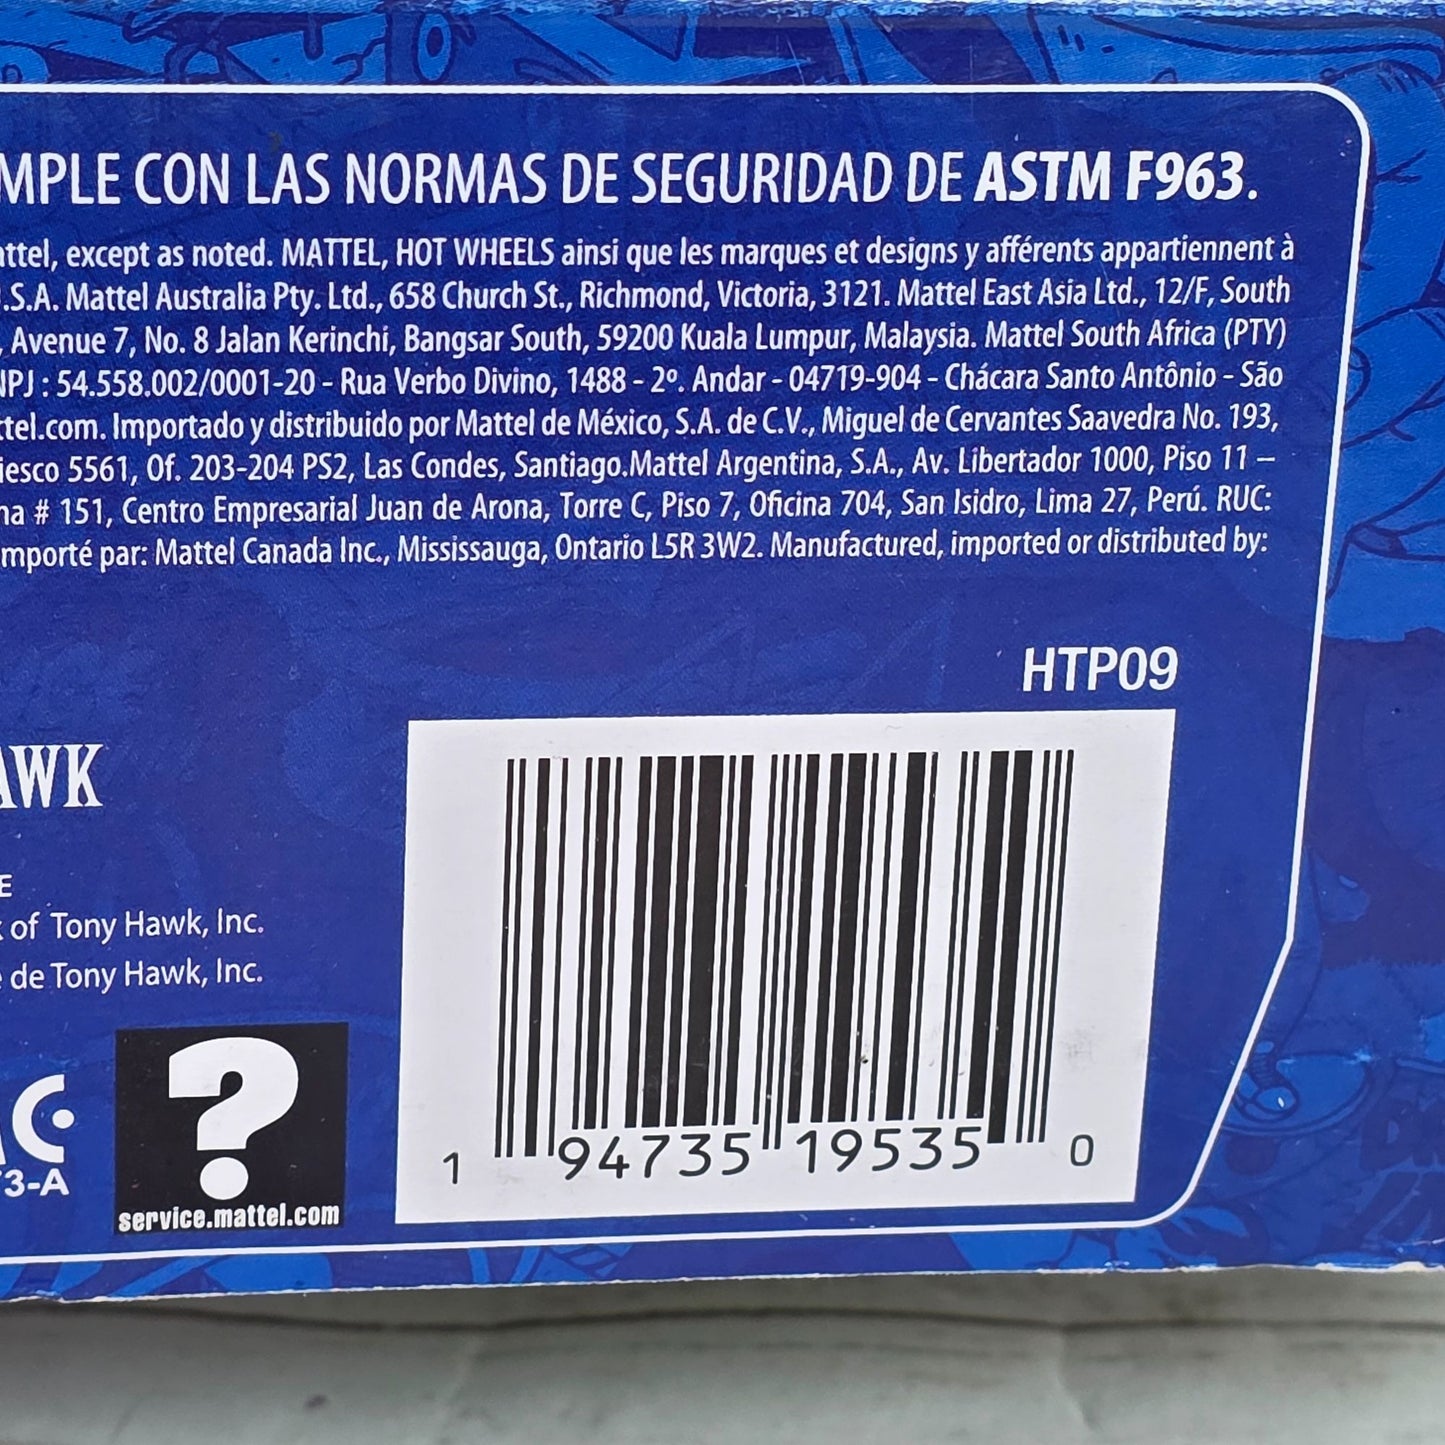 MPLE CON LAS NORMAS DE SEGURIDAD DE ASTM F963.
attel, except as noted. MATTEL, HOT WHEELS ainsi que les marques et designs y afférents appartiennent à
.S.A. Mattel Australia Pty. Ltd., 658 Church St., Richmond, Victoria, 3121. Mattel East Asia Ltd., 12/F, South
, Avenue 7, No. 8 Jalan Kerinchi, Bangsar South, 59200 Kuala Lumpur, Malaysia. Mattel South Africa (PTY)
NPJ : 54.558.002/0001-20 - Rua Verbo Divino, 1488 - 2º. Andar - 04719-904 - Chácara Santo Antônio - São
ttel.com. Importado y distribuido por Mattel de México, S.A. de C.V., Miguel de Cervantes Saavedra No. 193,
iesco 5561, Of. 203-204 PS2, Las Condes, Santiago.Mattel Argentina, S.A., Av. Libertador 1000, Piso 11 –
na # 151, Centro Empresarial Juan de Arona, Torre C, Piso 7, Oficina 704, San Isidro, Lima 27, Perú. RUC:
mporté par: Mattel Canada Inc., Mississauga, Ontario L5R 3W2. Manufactured, imported or distributed by:
HTP09
AWK
E
of Tony Hawk, Inc.
de Tony Hawk, Inc.
3-A
?
service.mattel.com
1 94735 19535 0